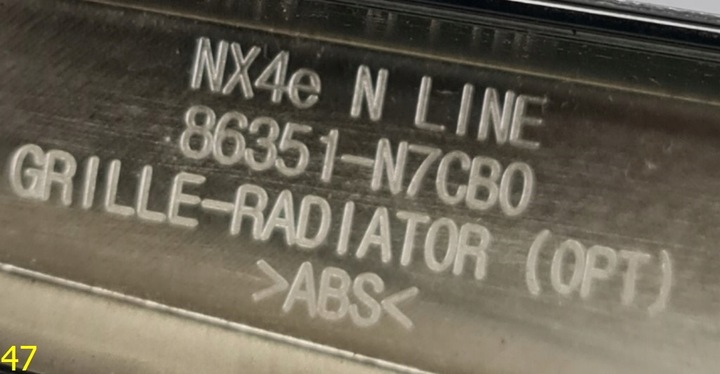 NX4e N LINE
86351-N7CB0
GRILLE-RADIATOR (OPT)
>ABS<
47